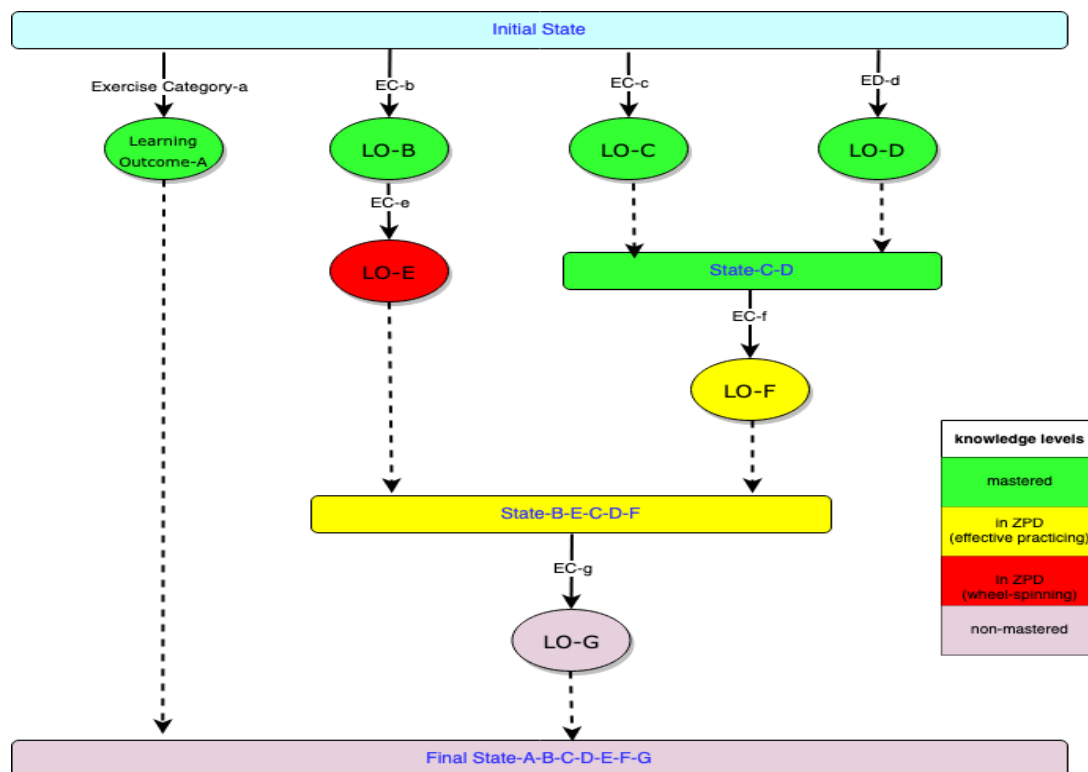 Initial State
Exercise Category-a
EC-b
EC-c
ED-d
Learning
Outcome-A
LO-B
LO-C
LO-D
EC-e
LO-E
State-C-D
EC-f
LO-F
knowledge levels
mastered
in ZPD
(effective practicing)
In ZPD
(wheel-spinning)
non-mastered
State-B-E-C-D-F
EC-g
LO-G
Final State-A-B-C-D-E-F-G